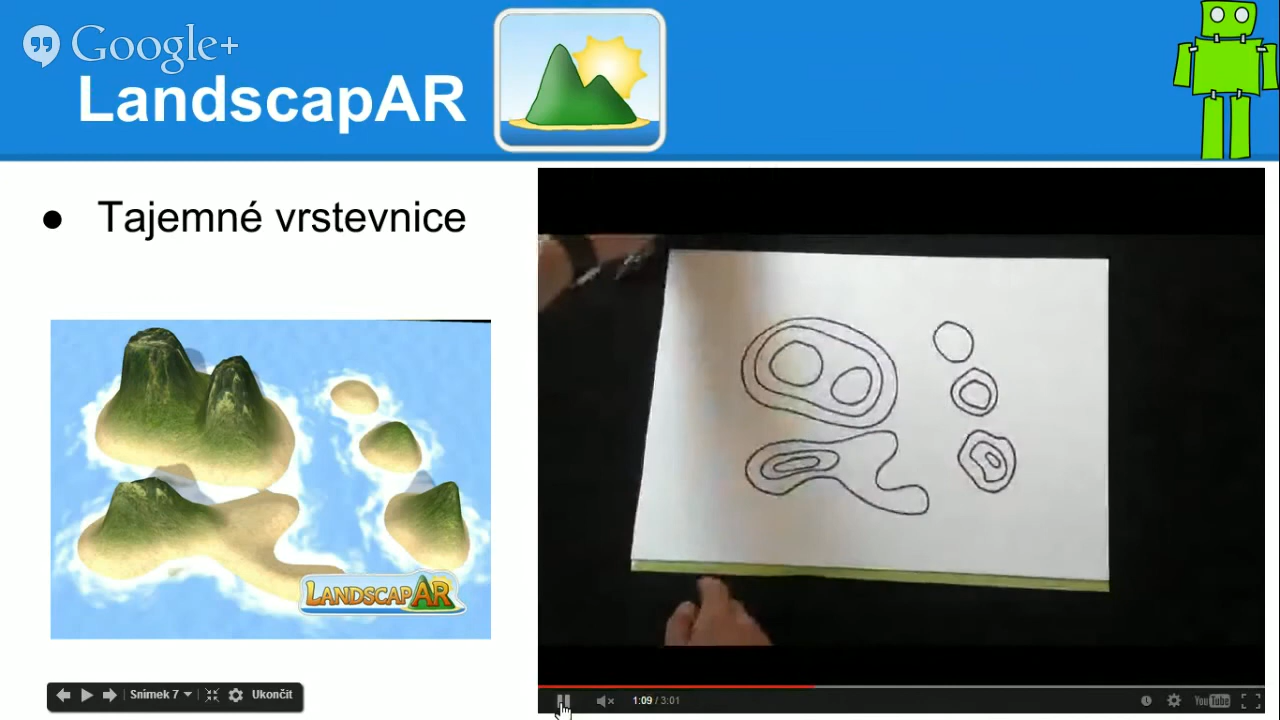 Google+
LandscapAR
● Tajemné vrstevnice
LANDSCAPAR
Snímek 7
Ukončit
1:09 / 3:01
YouTube